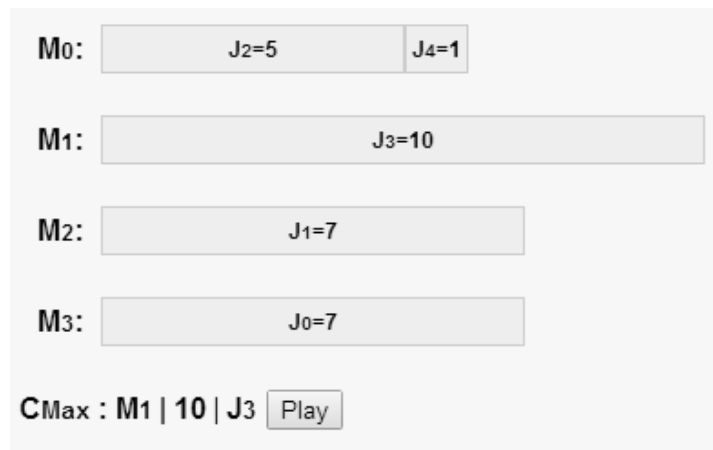 M0: J2=5 J4=1
M1: J3=10
M2: J1=7
M3: J0=7
CMax : M1 | 10 | J3 Play